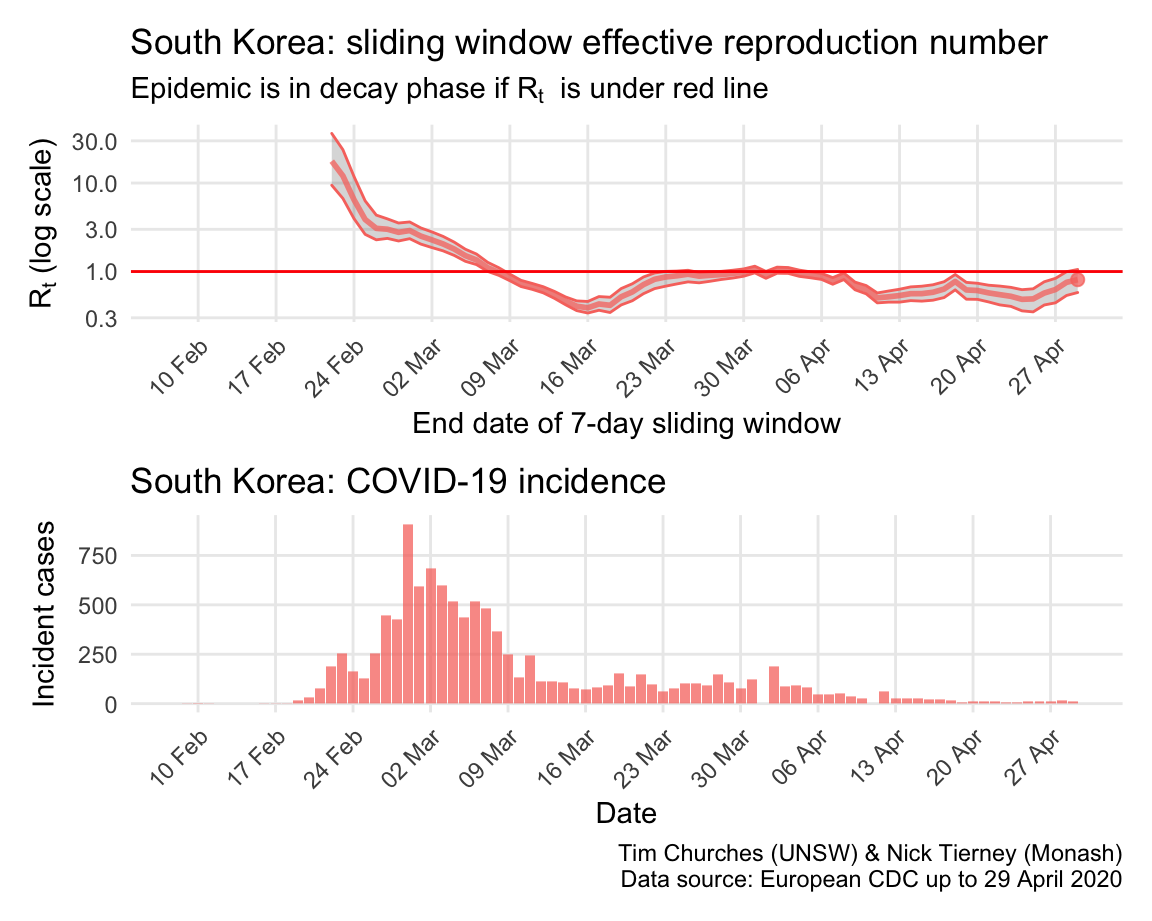 South Korea: sliding window effective reproduction number
Epidemic is in decay phase if Rt is under red line
Rt (log scale)
30.0
10.0
3.0
1.0
0.3
10 Feb
17 Feb
24 Feb
02 Mar
09 Mar
16 Mar
23 Mar
30 Mar
06 Apr
13 Apr
20 Apr
27 Apr
End date of 7-day sliding window
South Korea: COVID-19 incidence
Incident cases
750
500
250
0
10 Feb
17 Feb
24 Feb
02 Mar
09 Mar
16 Mar
23 Mar
30 Mar
06 Apr
13 Apr
20 Apr
27 Apr
Date
Tim Churches (UNSW) & Nick Tierney (Monash)
Data source: European CDC up to 29 April 2020